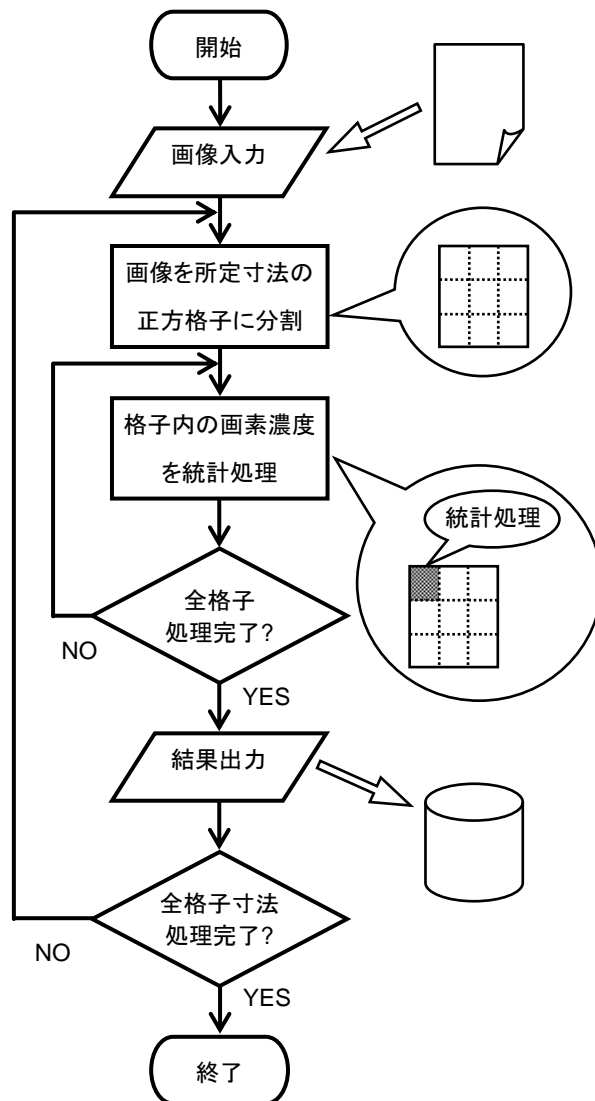 開始
画像入力
画像を所定寸法の
正方格子に分割
格子内の画素濃度
を統計処理
統計処理
全格子
処理完了?
NO
YES
結果出力
全格子寸法
処理完了?
NO
YES
終了